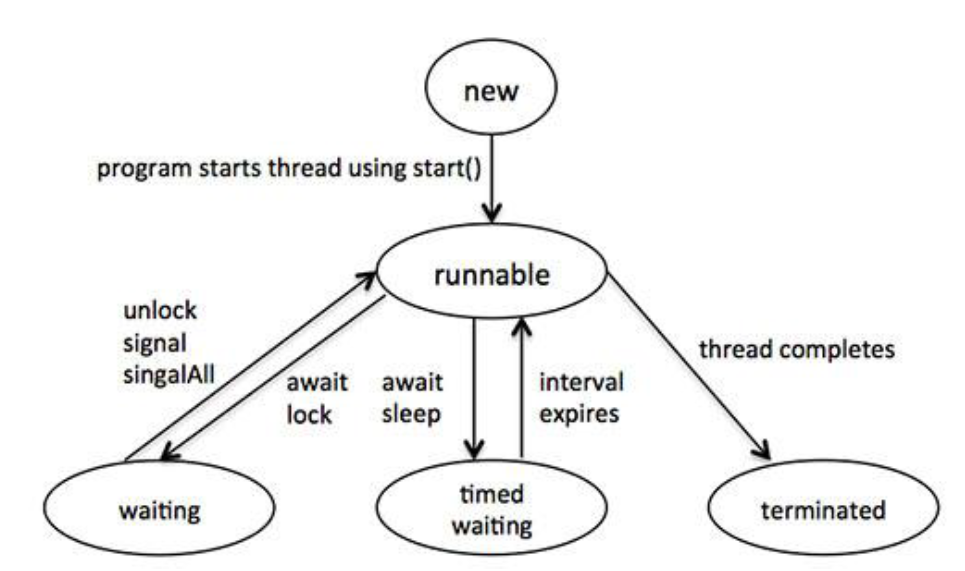 new
program starts thread using start()
runnable
unlock
signal
singalAll
await
lock
await
sleep
interval
expires
thread completes
waiting
timed
waiting
terminated